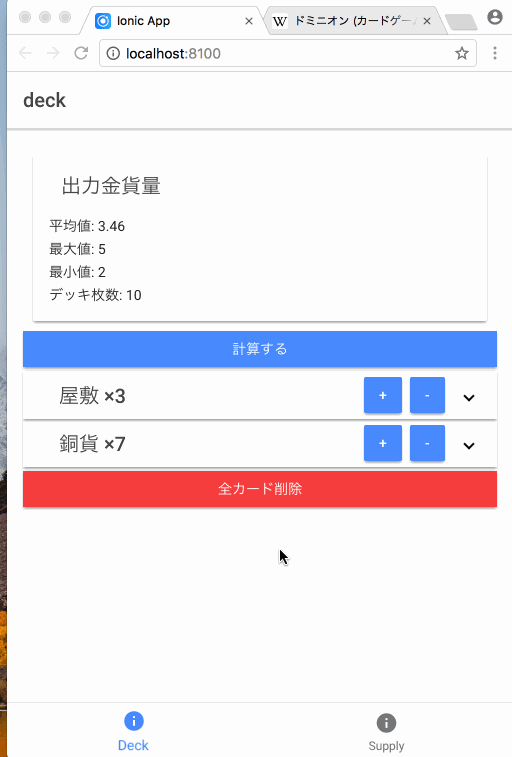 Ionic App
ドミニオン (カードゲー
localhost:8100
deck
出力金貨量
平均値: 3.46
最大値: 5
最小値: 2
デッキ枚数: 10
計算する
屋敷 ×3 + -
銅貨 ×7 + -
全カード削除
Deck Supply